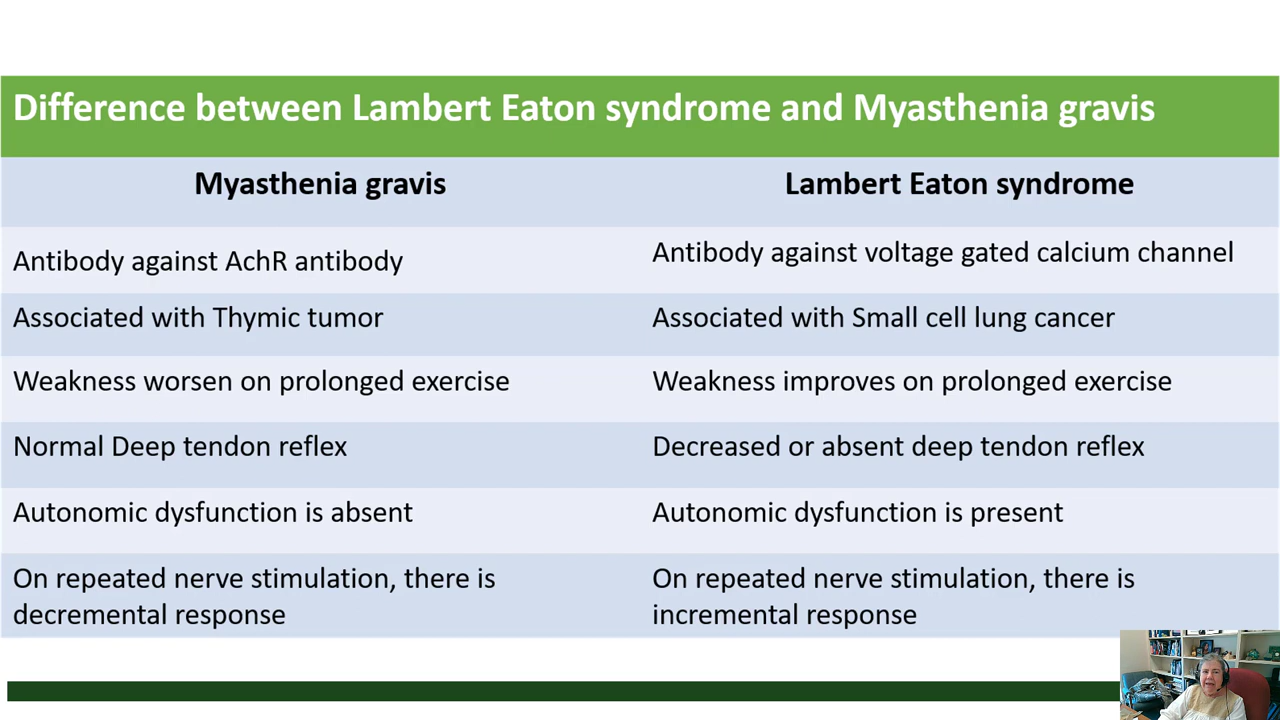 Difference between Lambert Eaton syndrome and Myasthenia gravis
Myasthenia gravis
Lambert Eaton syndrome
Antibody against AchR antibody
Antibody against voltage gated calcium channel
Associated with Thymic tumor
Associated with Small cell lung cancer
Weakness worsen on prolonged exercise
Weakness improves on prolonged exercise
Normal Deep tendon reflex
Decreased or absent deep tendon reflex
Autonomic dysfunction is absent
Autonomic dysfunction is present
On repeated nerve stimulation, there is
decremental response
On repeated nerve stimulation, there is
incremental response